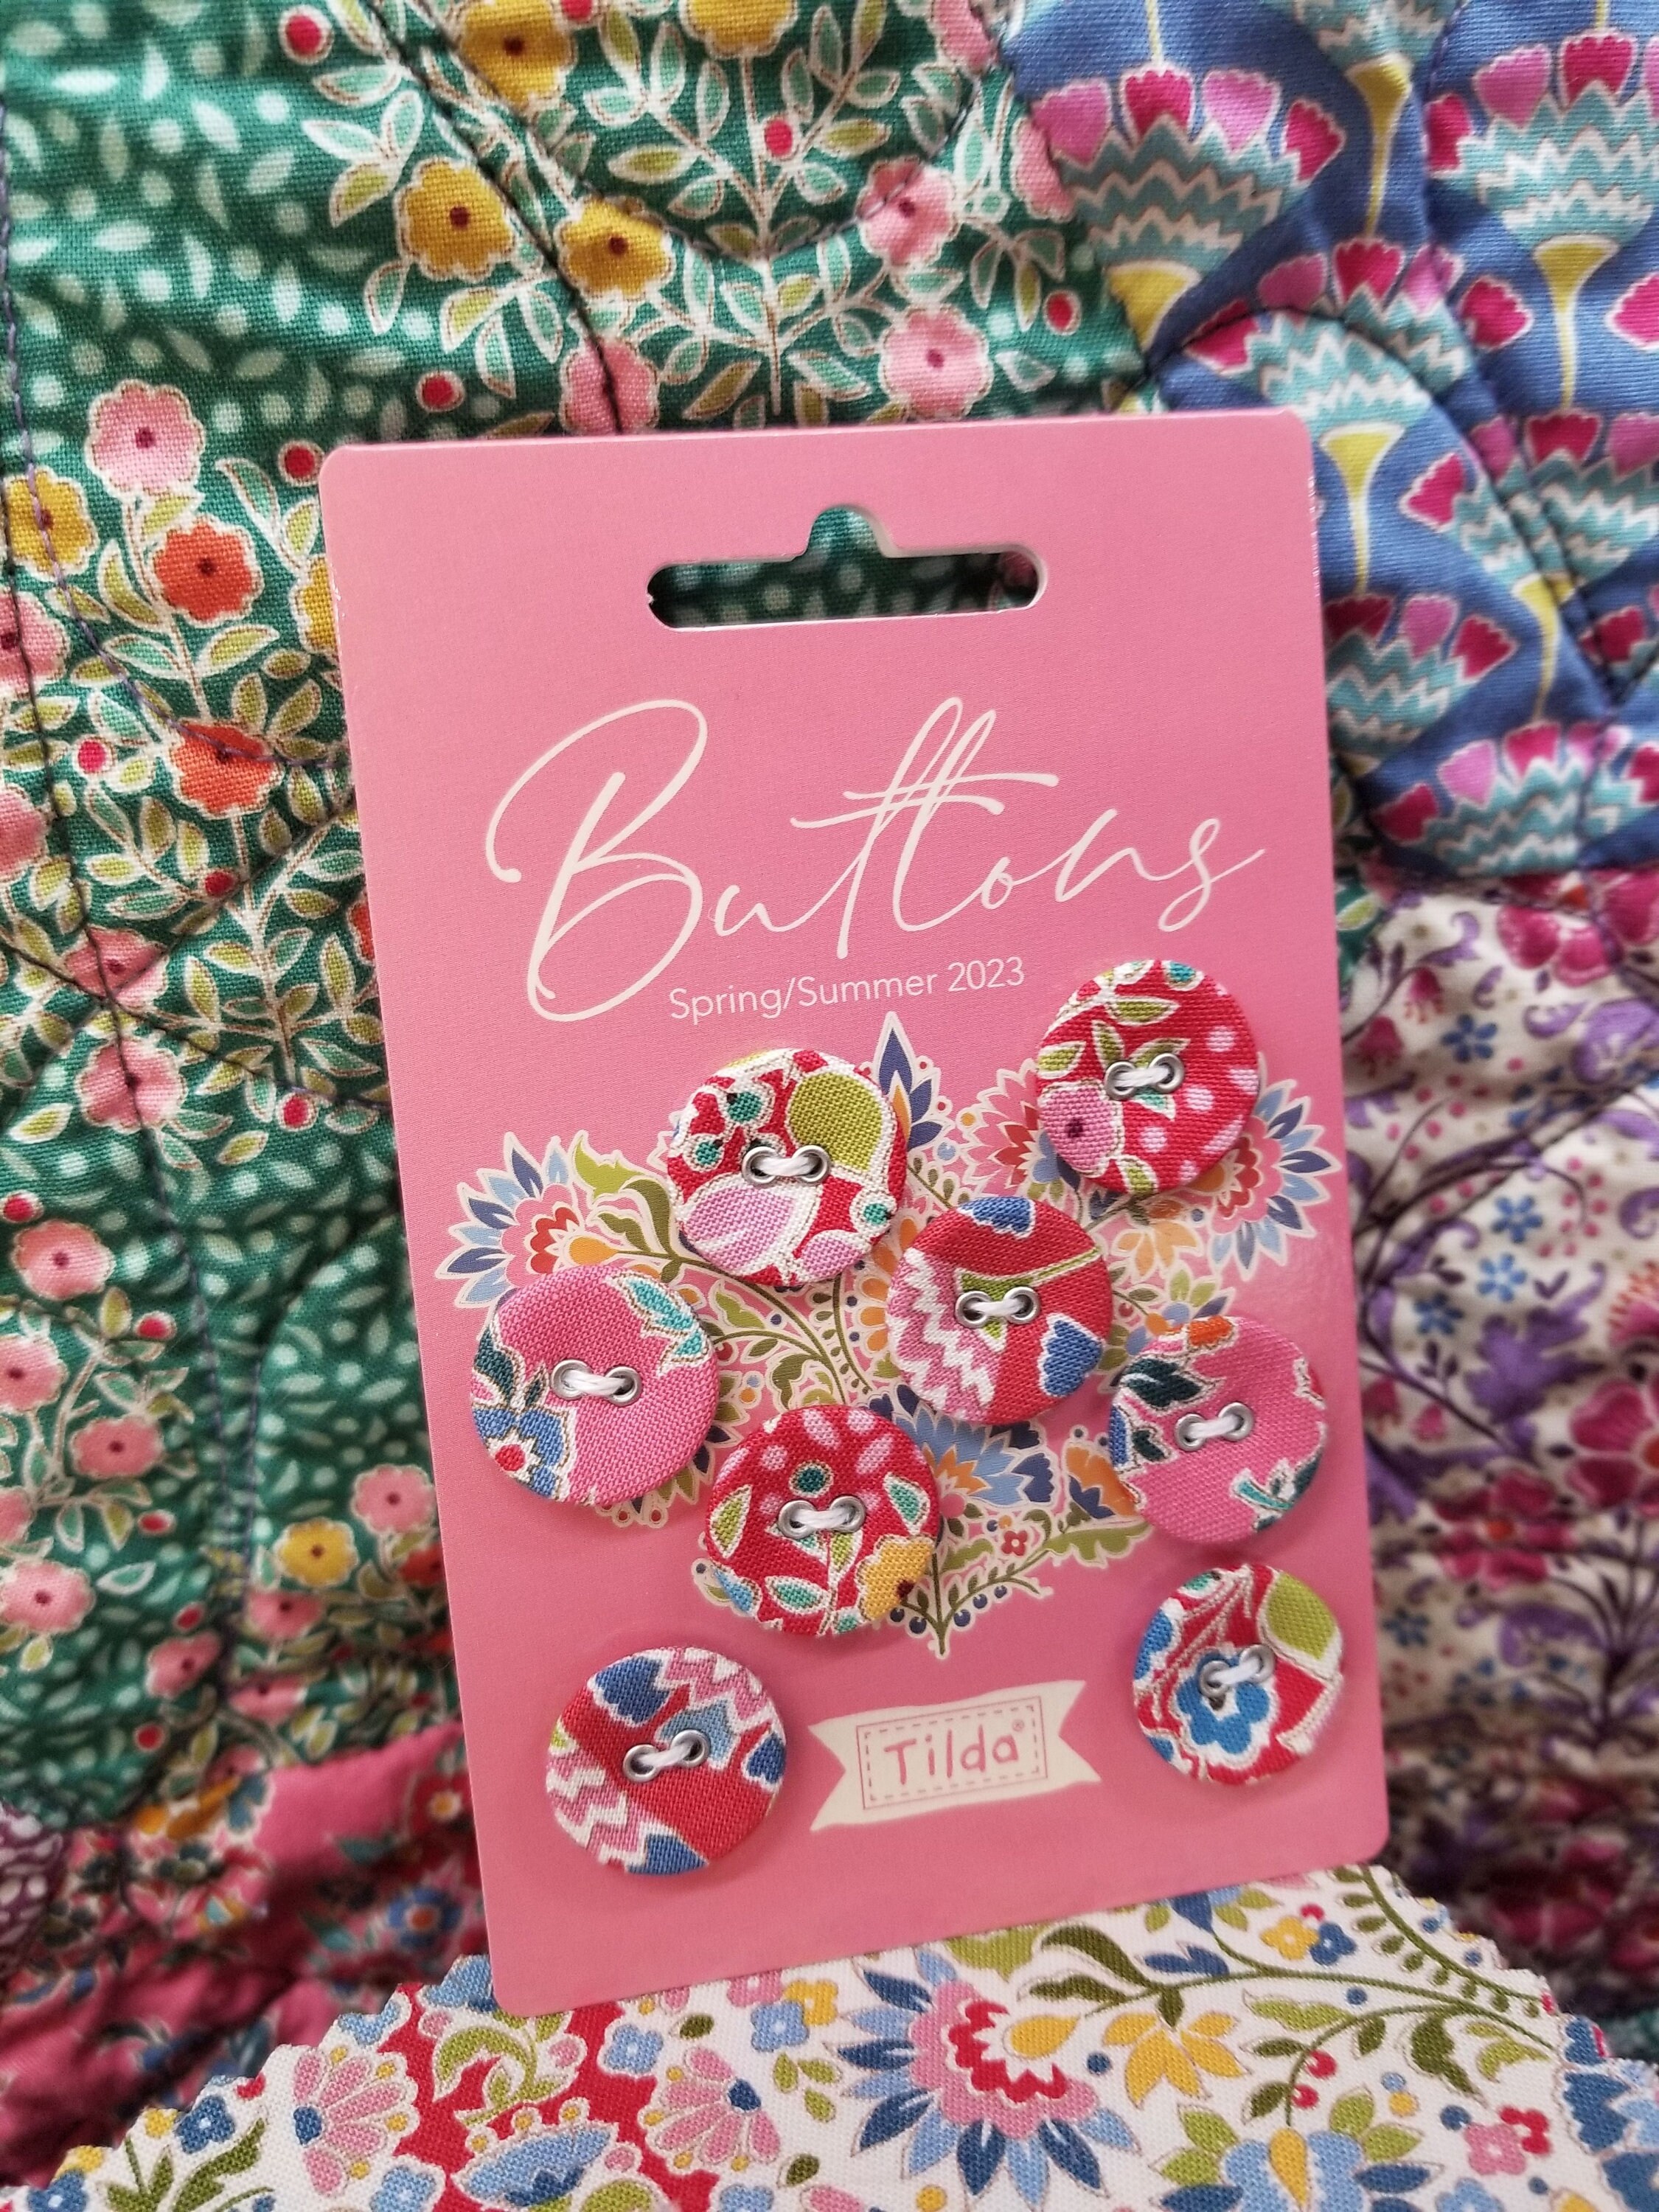 Buttons
Spring/Summer 2023
Tilda®